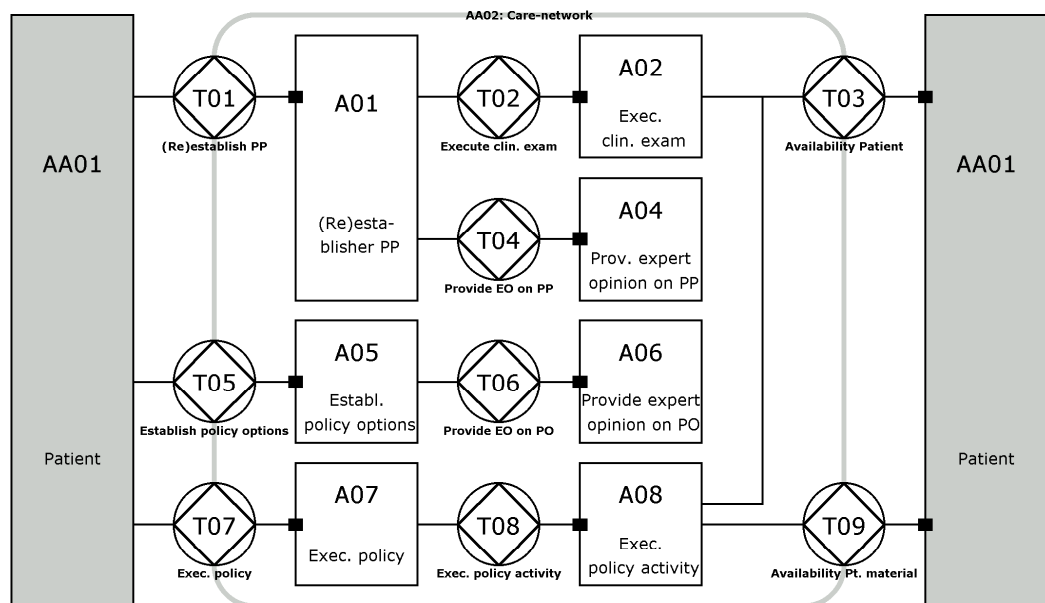 AA02: Care-network
T01
(Re)establish PP
A01
(Re)esta-
blisher PP
T02
Execute clin. exam
A02
Exec.
clin. exam
T03
Availability Patient
AA01
Patient
AA01
Patient
T04
Provide EO on PP
A04
Prov. expert
opinion on PP
T05
Establish policy options
A05
Establ.
policy options
T06
Provide EO on PO
A06
Provide expert
opinion on PO
T07
Exec. policy
A07
Exec. policy
T08
Exec. policy activity
A08
Exec.
policy activity
T09
Availability Pt. material